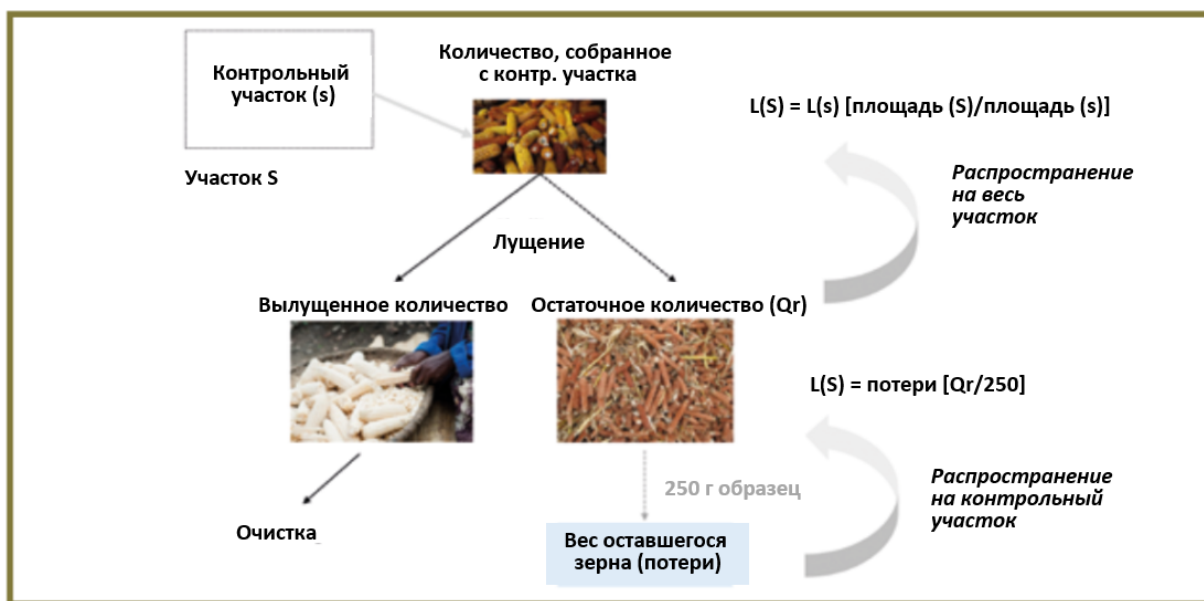 Контрольный
участок (s)
Количество, собранное
с контр. участка
L(S) = L(s) [площадь (S)/площадь (s)]
Участок S
Распространение
на весь
участок
Лущение
Вылущенное количество
Остаточное количество (Qr)
L(S) = потери [Qr/250]
250 г образец
Распространение
на контрольный
участок
Очистка
Вес оставшегося
зерна (потери)